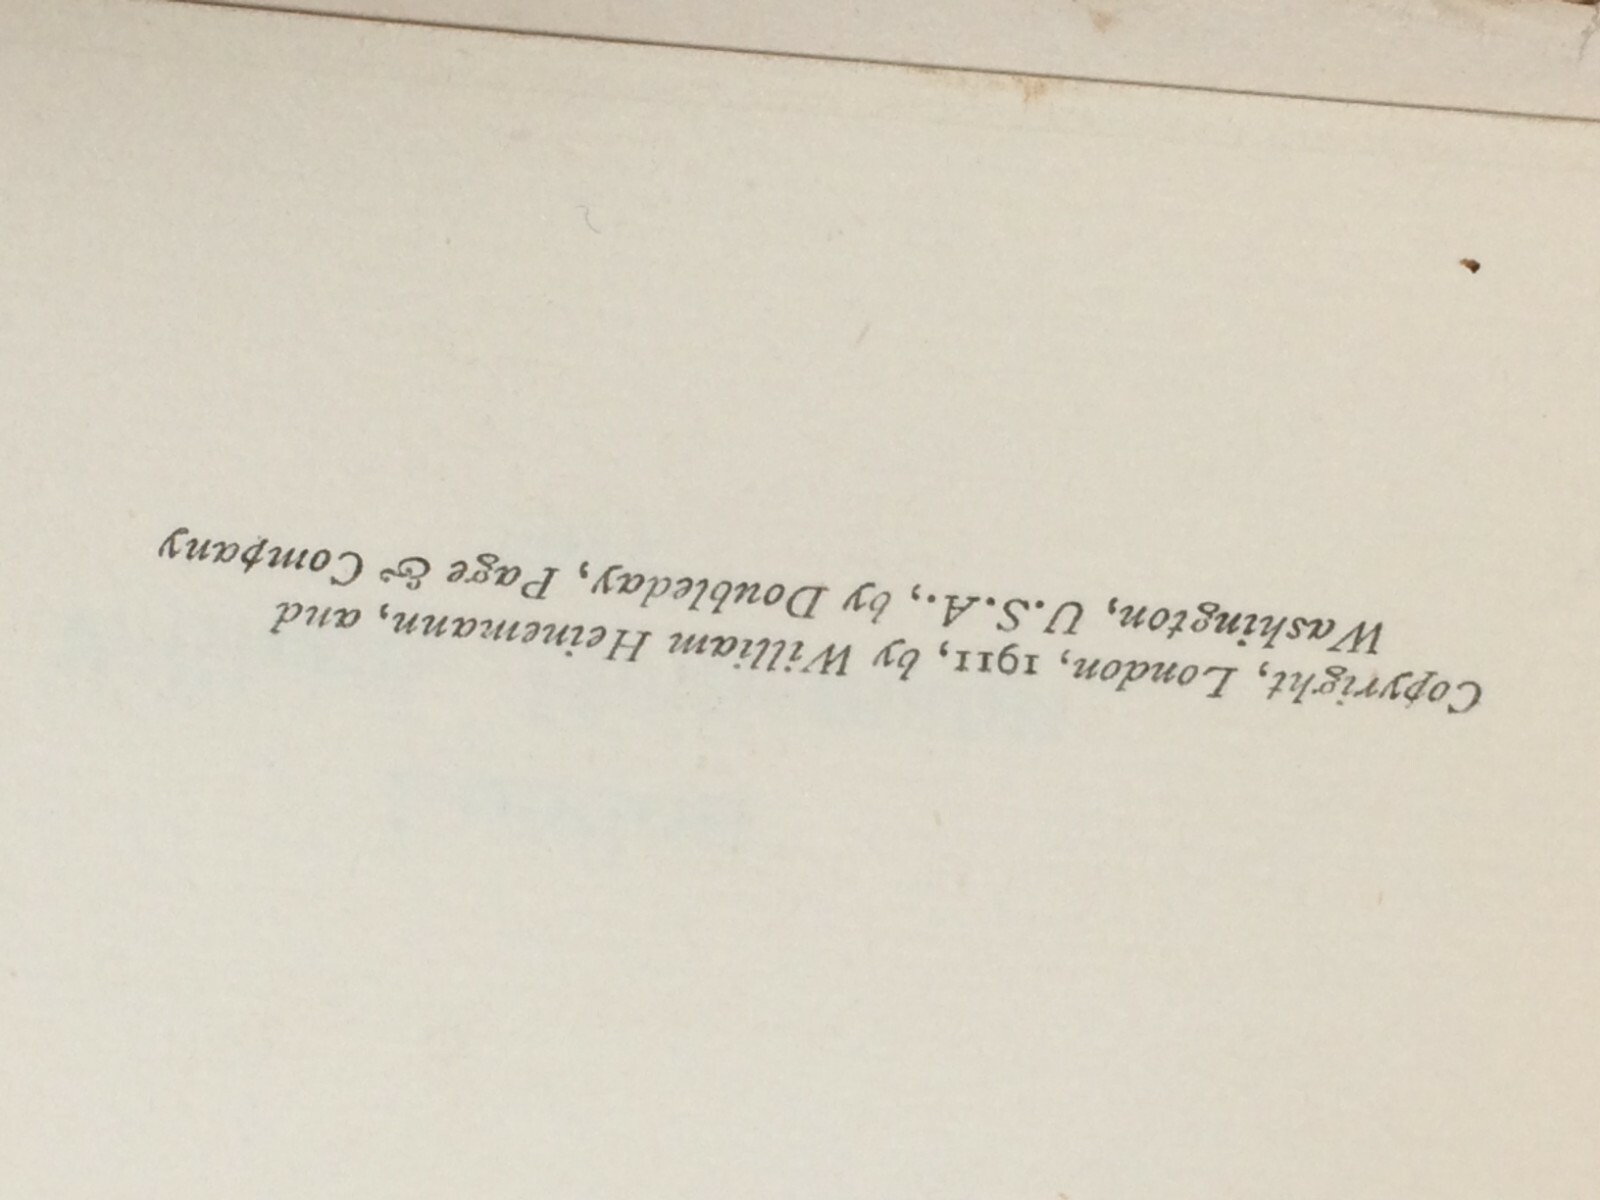 Copyright, London, 1911, by William Heinemann, and
Washington, U.S.A., by Doubleday, Page & Company